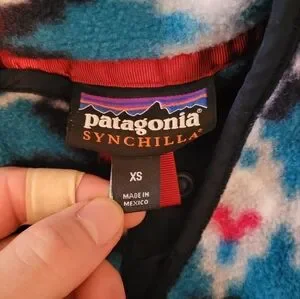 patagonia®
SYNCHILLA®
XS
MADE IN
MEXICO